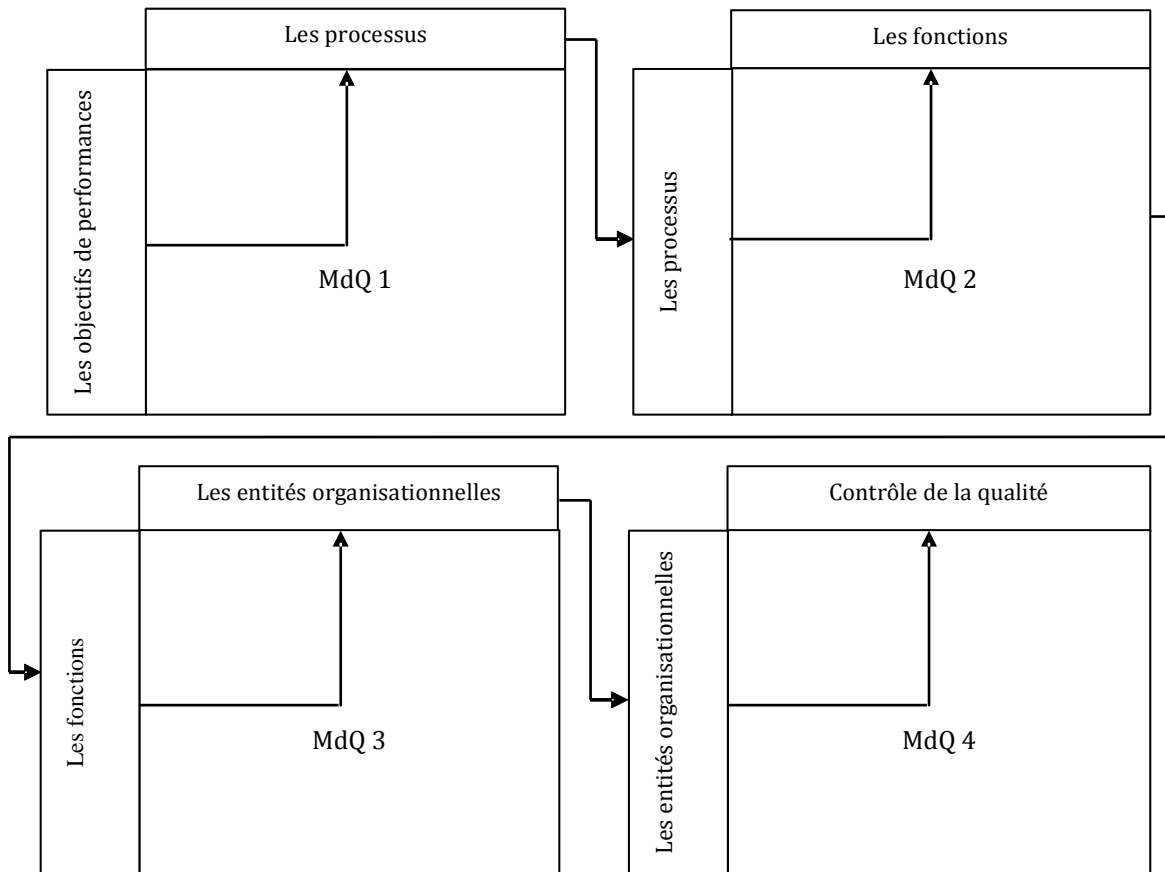 Les processus
Les fonctions
Les objectifs de performances
MdQ 1
Les processus
MdQ 2
Les entités organisationnelles
Contrôle de la qualité
Les fonctions
MdQ 3
Les entités organisationnelles
MdQ 4